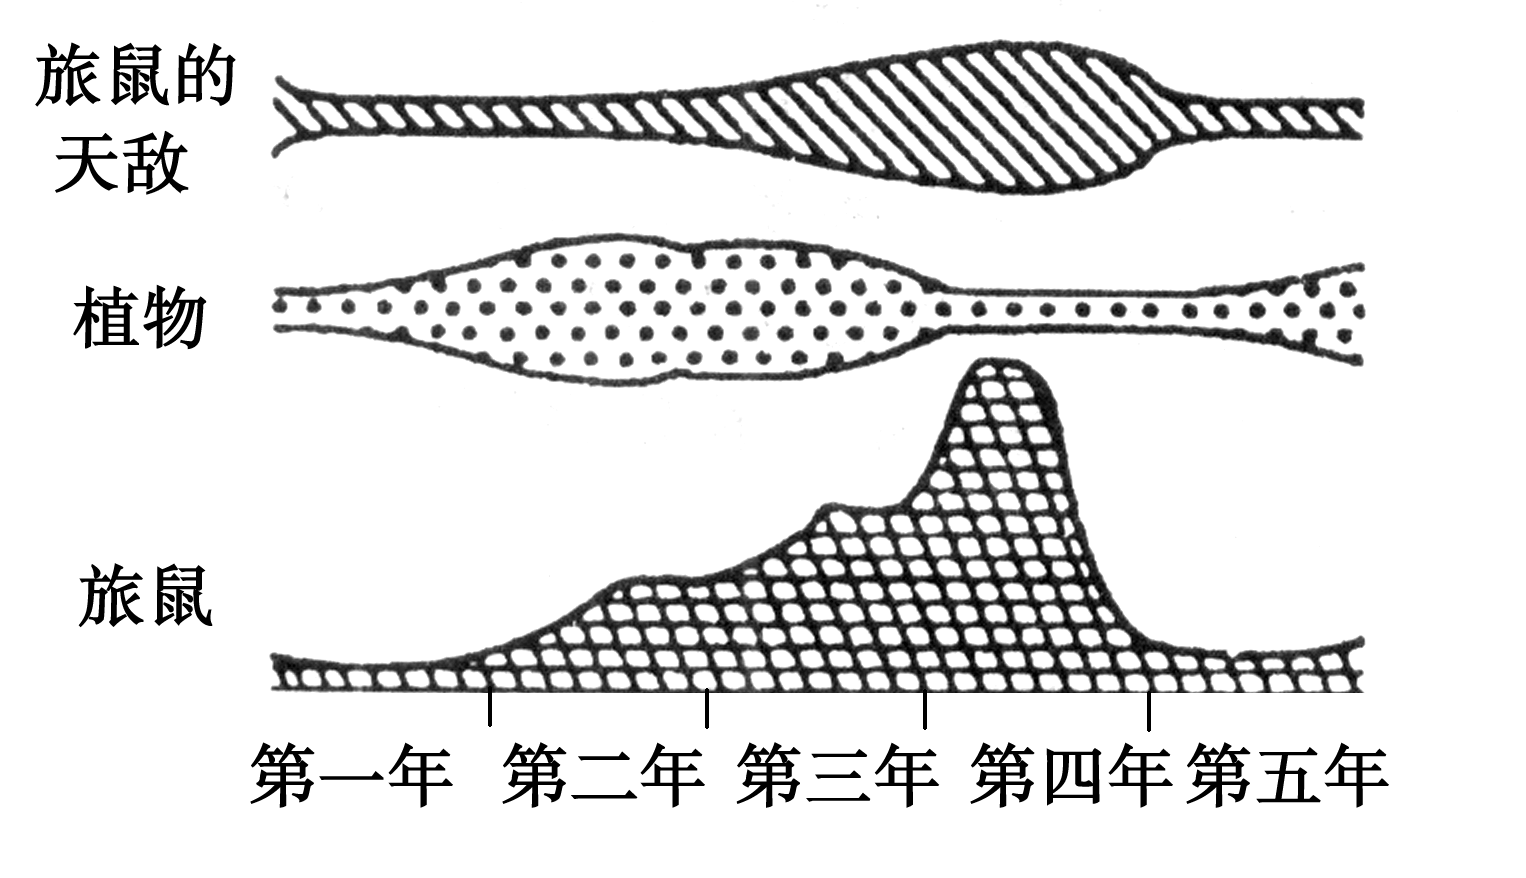 旅鼠的
天敌
植物
旅鼠
第一年 第二年 第三年 第四年 第五年